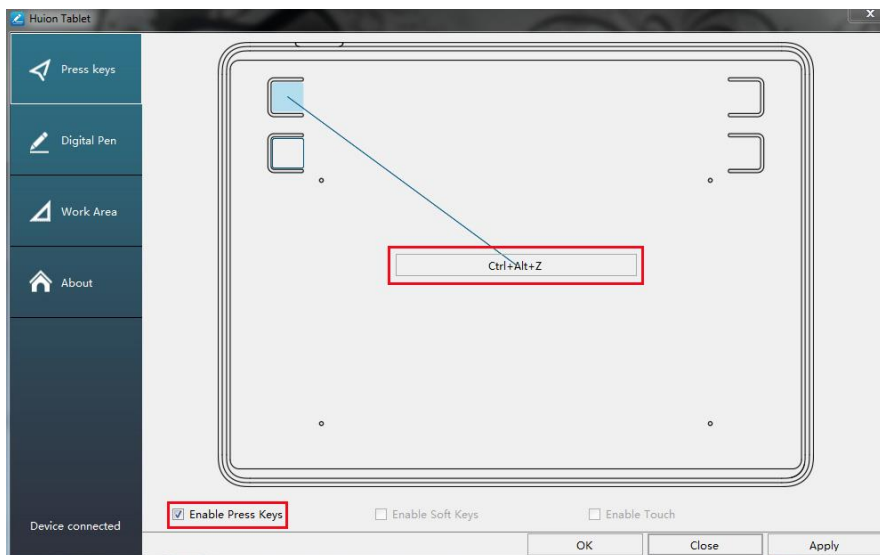 Huion Tablet
x
Press keys
Digital Pen
Work Area
About
Ctrl+Alt+Z
Enable Press Keys
Enable Soft Keys
Enable Touch
Device connected
OK
Close
Apply